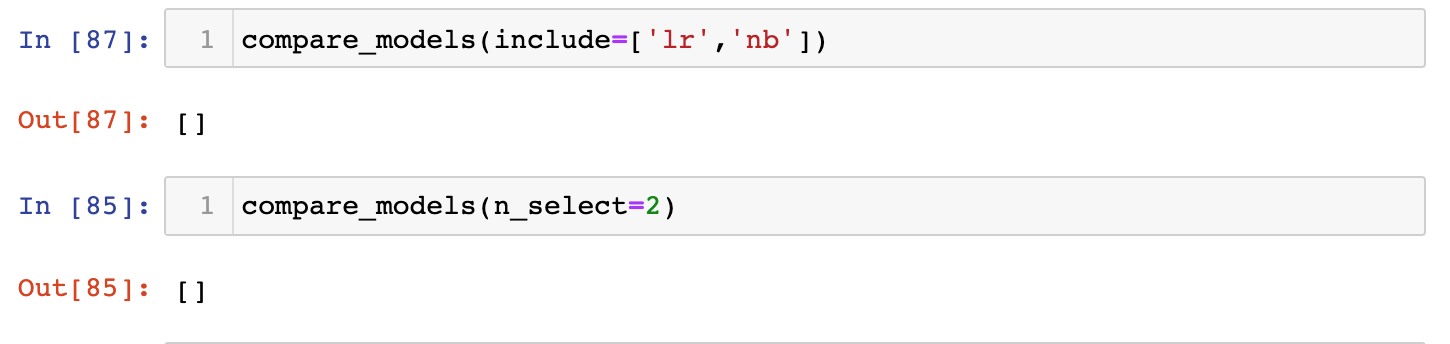 In [87]: 1 compare_models(include=['lr','nb'])
Out[87]: []
In [85]: 1 compare_models(n_select=2)
Out[85]: []